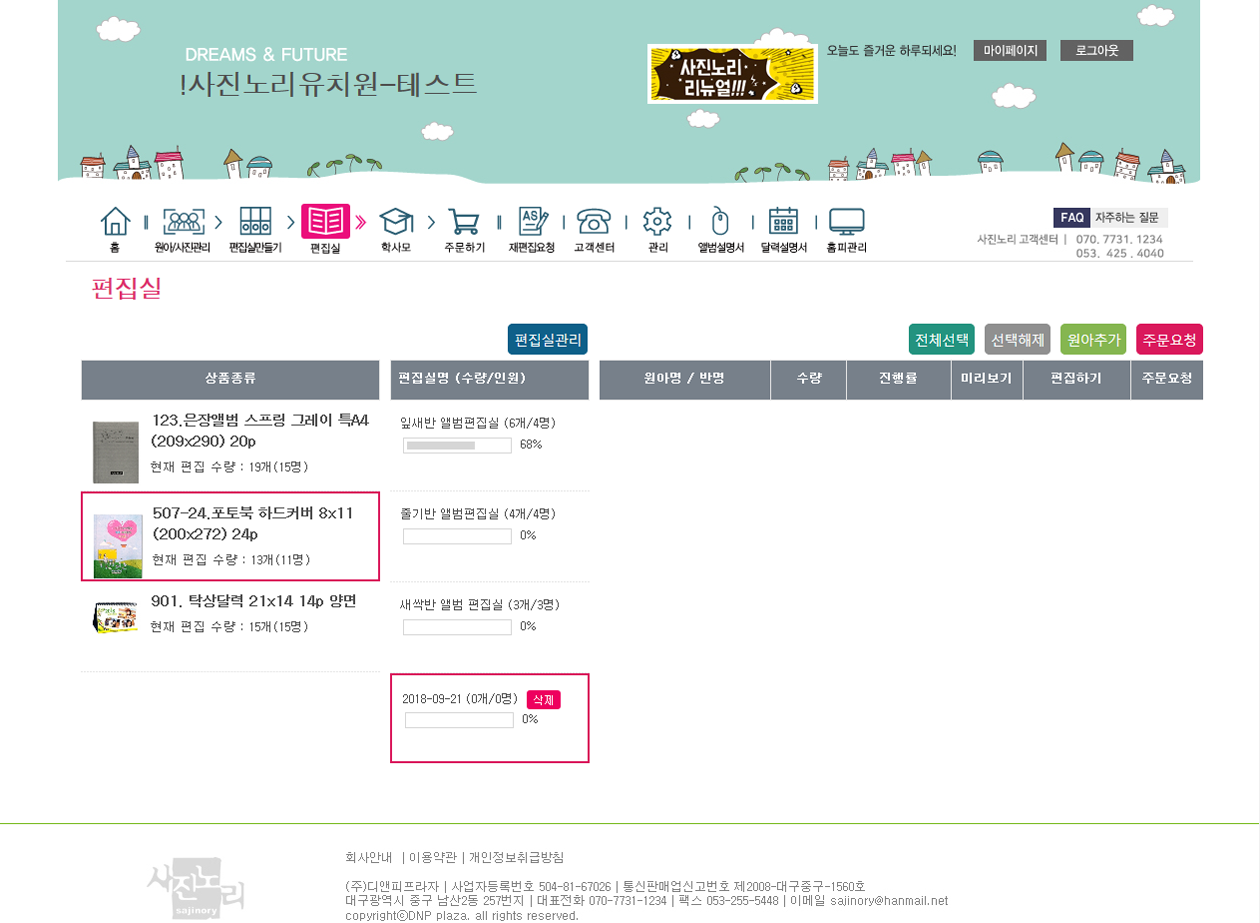 DREAMS & FUTURE
!사진노리유치원-테스트
사진노리
리뉴얼!!!
오늘도 즐거운 하루되세요!
마이페이지
로그아웃
홈
원아/사진관리
편집실만들기
편집실
학사모
주문하기
AS
재편집요청
고객센터
관리
앨범설명서
달력설명서
홈피관리
FAQ 자주하는 질문
사진노리 고객센터 | 070. 7731. 1234
053. 425 . 4040
편집실
편집실관리
전체선택
선택해제
원아추가
주문요청
상품종류
편집실명 (수량/인원)
원아명 / 반명
수량
진행률
미리보기
편집하기
주문요청
123.은장앨범 스프링 그레이 특A4
(209x290) 20p
현재 편집 수량 : 19개(15명)
507-24.포토북 하드커버 8x11
(200x272) 24p
현재 편집 수량 : 13개(11명)
901. 탁상달력 21x14 14p 양면
현재 편집 수량 : 15개(15명)
잎새반 앨범편집실 (6개/4명)
68%
줄기반 앨범편집실 (4개/4명)
0%
새싹반 앨범 편집실 (3개/3명)
0%
2018-09-21 (0개/0명) 삭제
0%
사진노리
sajinory
회사안내 | 이용약관 | 개인정보취급방침
(주)디앤피프라자 | 사업자등록번호 504-81-67026 | 통신판매업신고번호 제2008-대구중구-1560호
대구광역시 중구 남산2동 257번지 | 대표전화 070-7731-1234 | 팩스 053-255-5448 | 이메일 sajinory@hanmail.net
copyrightⓒDNP plaza. all rights reserved.